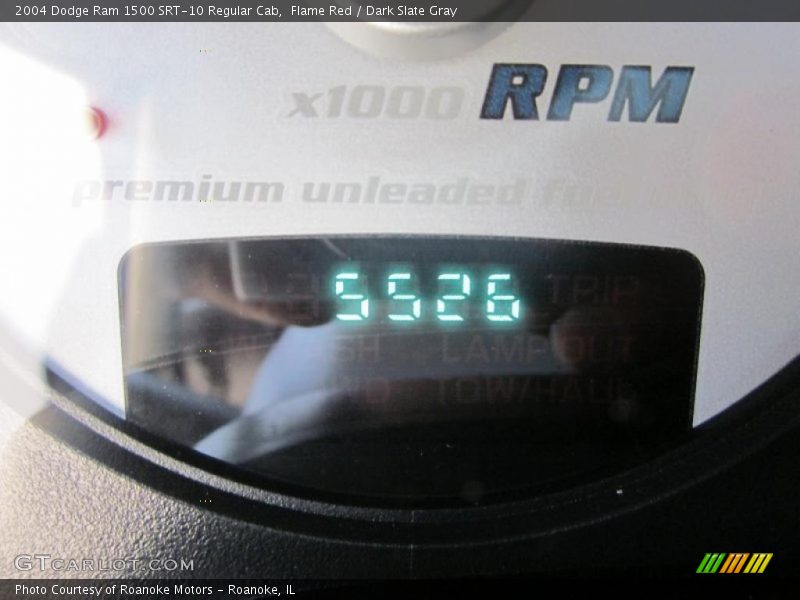 2004 Dodge Ram 1500 SRT-10 Regular Cab,  Flame Red / Dark Slate Gray
x1000 RPM
premium unleaded fuel
5526 TRIP
LAMP OUT
TOW/HAUL
GTCARLOT.COM
Photo Courtesy of Roanoke Motors - Roanoke, IL